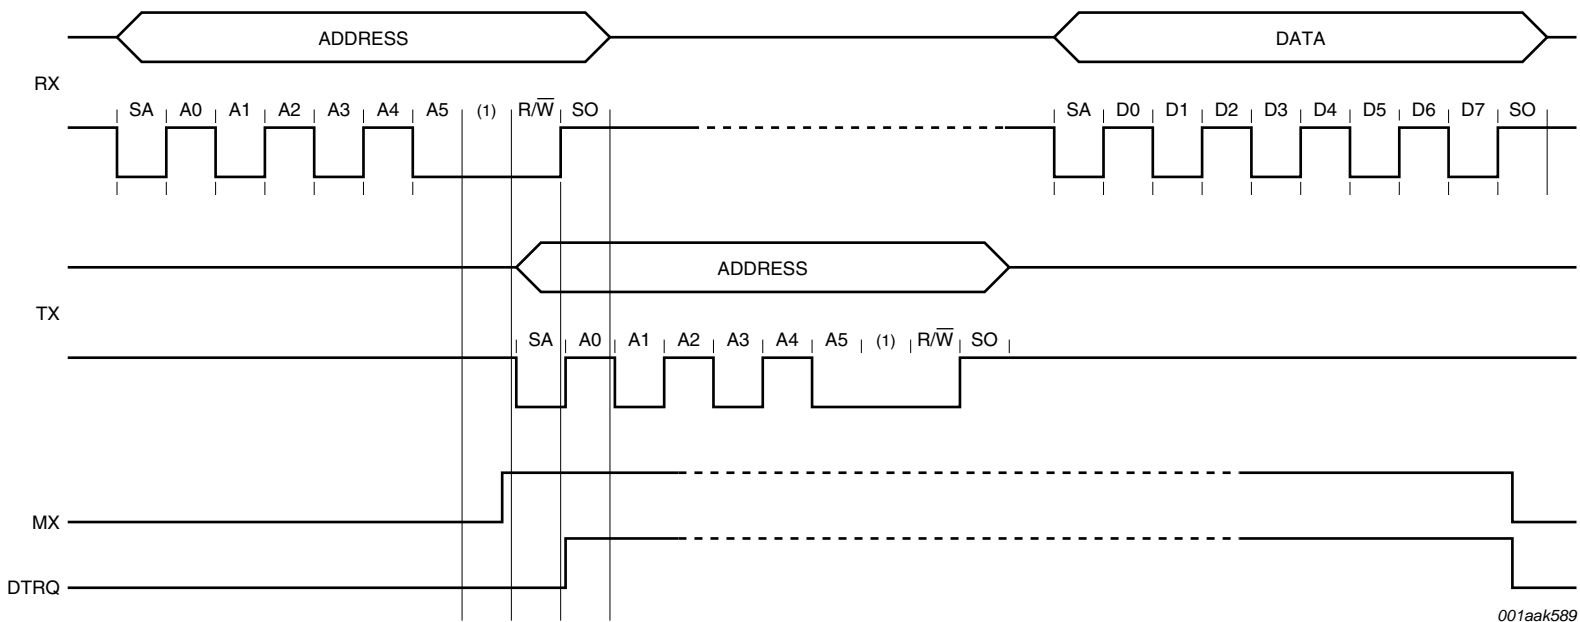 ADDRESS DATA
RX
SA A0 A1 A2 A3 A4 A5 (1) R/W̅ SO SA D0 D1 D2 D3 D4 D5 D6 D7 SO
ADDRESS
TX
SA A0 A1 A2 A3 A4 A5 (1) R/W̅ SO
MX
DTRQ
001aak589